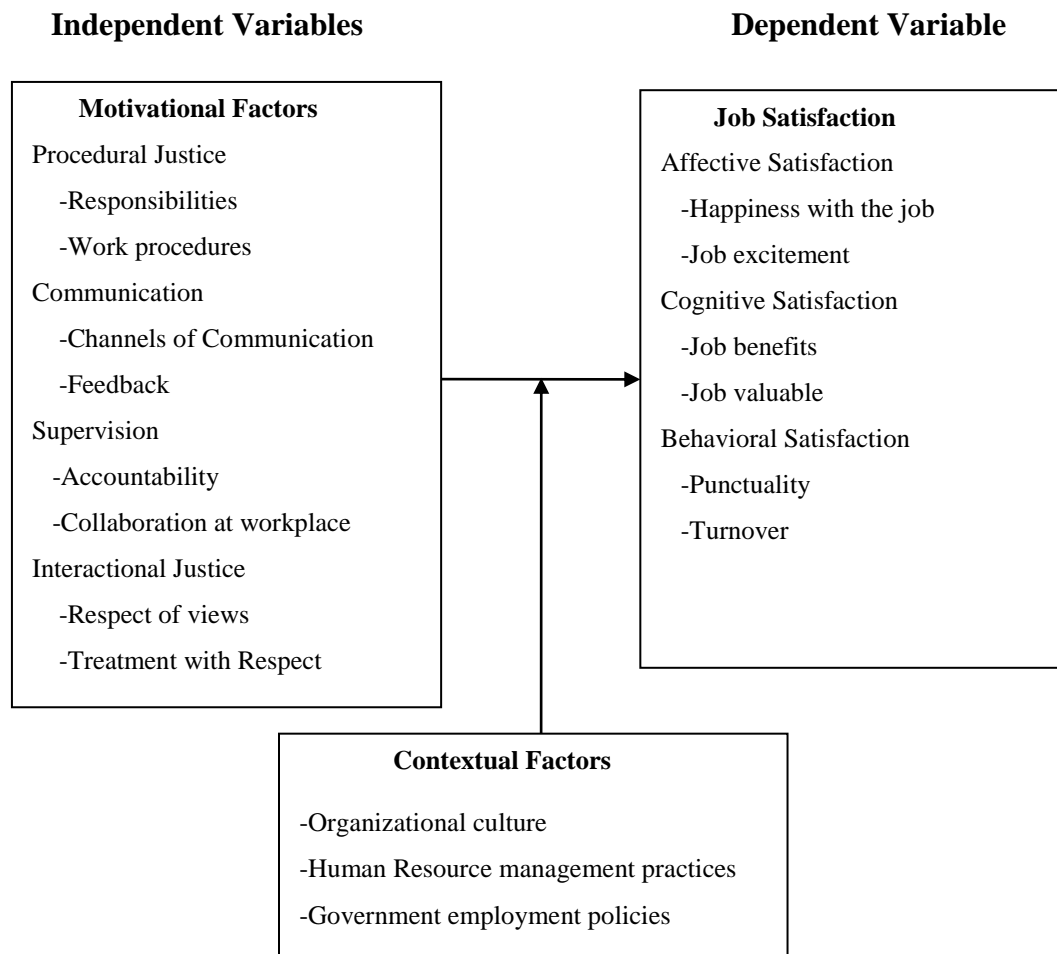 Independent Variables
Dependent Variable
Motivational Factors
Procedural Justice
-Responsibilities
-Work procedures
Communication
-Channels of Communication
-Feedback
Supervision
-Accountability
-Collaboration at workplace
Interactional Justice
-Respect of views
-Treatment with Respect
Job Satisfaction
Affective Satisfaction
-Happiness with the job
-Job excitement
Cognitive Satisfaction
-Job benefits
-Job valuable
Behavioral Satisfaction
-Punctuality
-Turnover
Contextual Factors
-Organizational culture
-Human Resource management practices
-Government employment policies